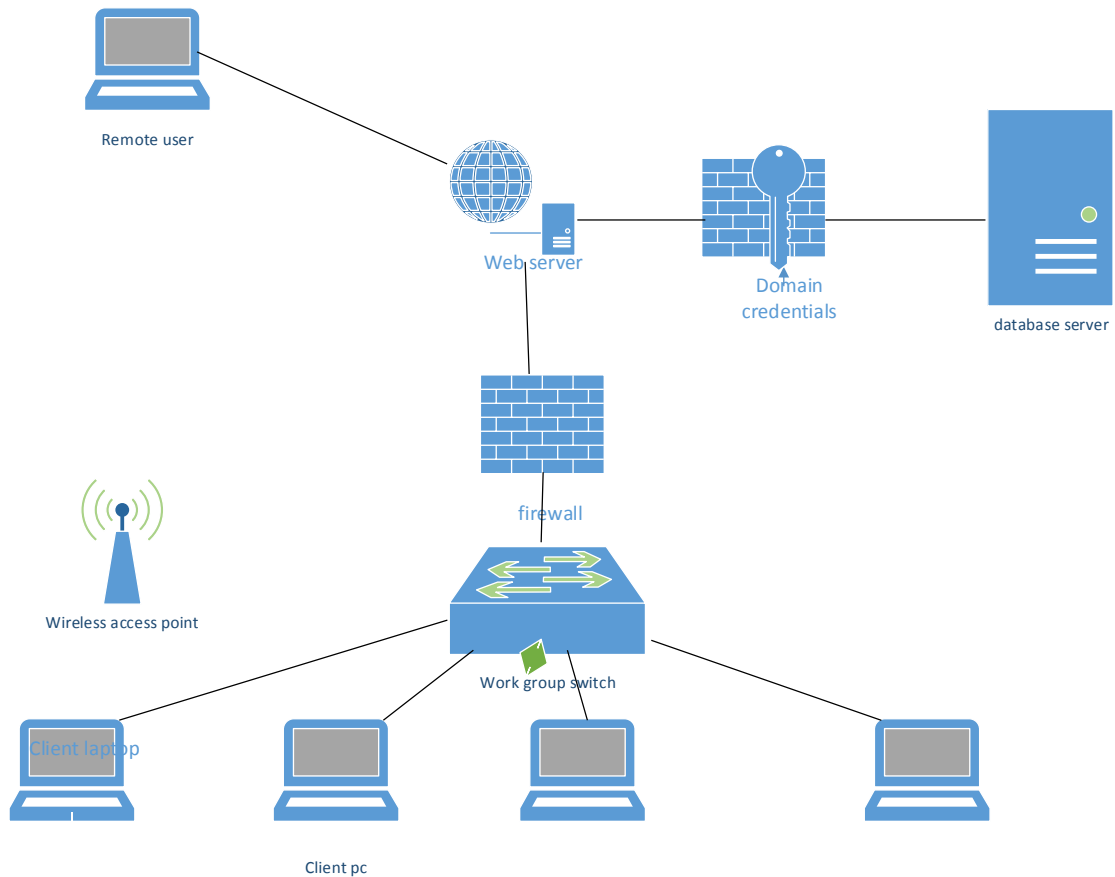 Remote user
Web server
Domain
credentials
database server
firewall
Wireless access point
Work group switch
Client laptop
Client pc